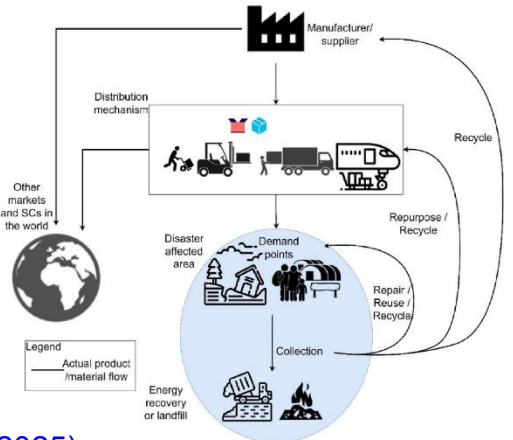 Manufacturer/
supplier
Distribution
mechanism
Recycle
Other
markets
and SCs in
the world
Repurpose /
Recycle
Disaster
affected
area
Demand
points
Repair /
Reuse /
Recycle
Legend
Actual product
/material flow
Collection
Energy
recovery
or landfill